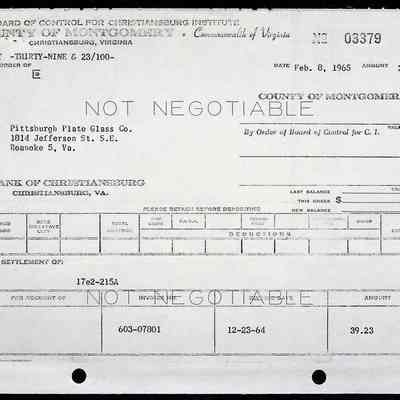 OARD OF CONTROL FOR CHRISTIANSBURG INSTITUTE
UNTY OF MONTGOMERY - Commonwealth of Virginia No 03379
CHRISTIANSBURG, VIRGINIA
-THIRTY-NINE & 23/100-
ORDER OF
DATE Feb. 8, 1965 AMOUNT
COUNTY OF MONTGOMER
NOT NEGOTIABLE
Pittsburgh Plate Glass Co.
1814 Jefferson St. S.E.
Roanoke 5, Va.
By Order of Board of Control for C. I.
ANK OF CHRISTIANSBURG
CHRISTIANSBURG, VA.
PLEASE DETACH BEFORE DEPOSITING
LAST BALANCE
THIS CHECK $
NEW BALANCE
DEDUCTIONS
SETTLEMENT OF:
17e2-215A
NOT NEGOTIABLE
FOR ACCOUNT OF INVOICE NO. AMOUNT
603-07801 12-23-64 39.23